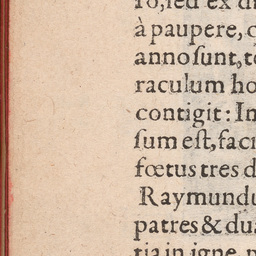 ro, sed ex di
à paupere, q
anno ſunt, t
raculum ho
contigit: In
ſum eſt, faci
fœtus tres d
Raymundu
patres & dua
tia in igne, n